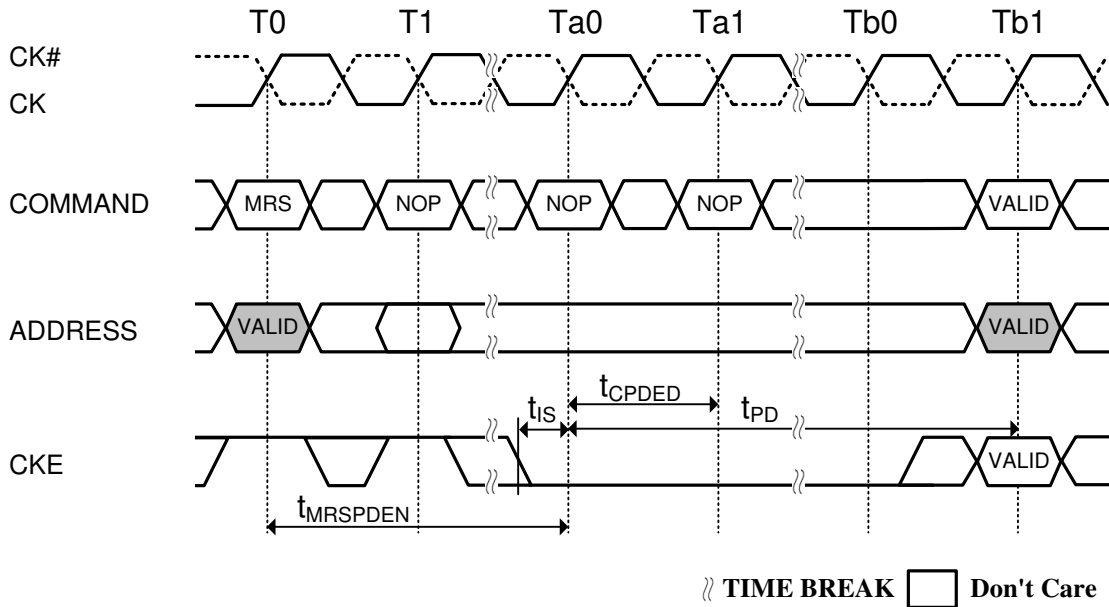 T0 T1 Ta0 Ta1 Tb0 Tb1
CK#
CK
COMMAND MRS NOP NOP NOP VALID
ADDRESS VALID VALID
tCPDED
tIS tPD
CKE VALID
tMRSPDEN
TIME BREAK Don't Care